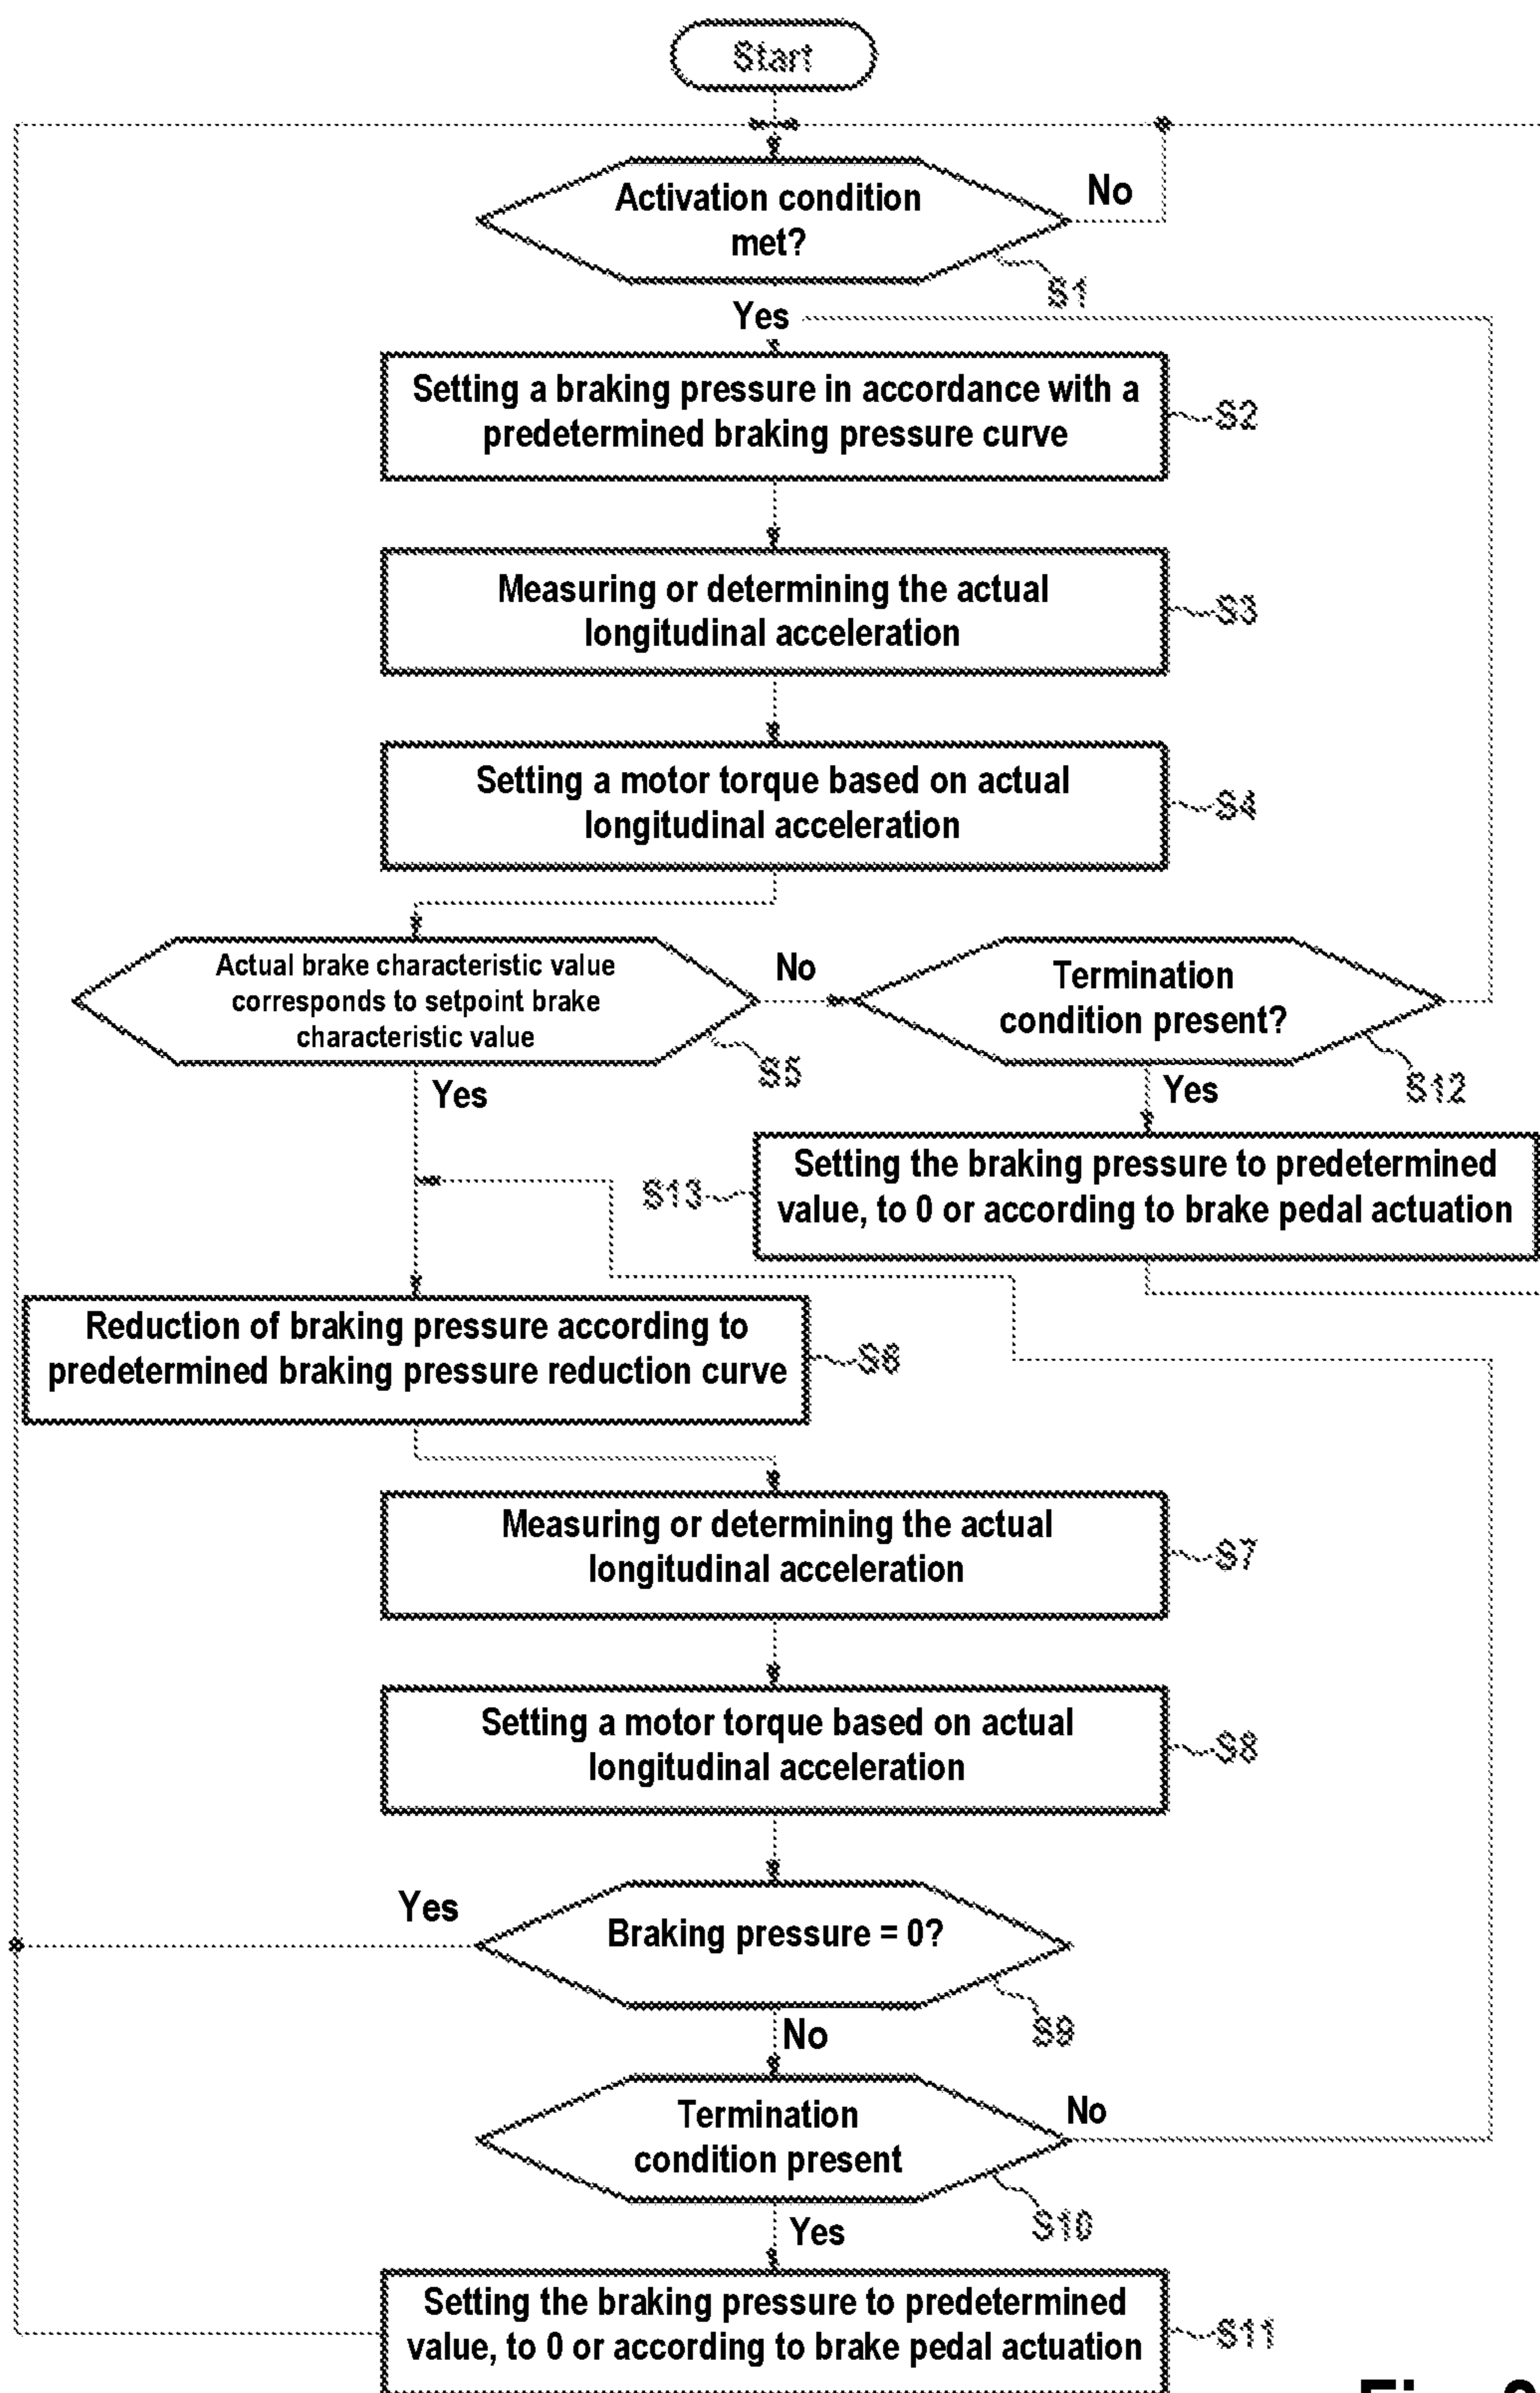 Start
Activation condition
met?
No
S1
Yes
Setting a braking pressure in accordance with a
predetermined braking pressure curve
S2
Measuring or determining the actual
longitudinal acceleration
S3
Setting a motor torque based on actual
longitudinal acceleration
S4
Actual brake characteristic value
corresponds to setpoint brake
characteristic value
S5
No
Termination
condition present?
S12
Yes
Yes
Setting the braking pressure to predetermined
value, to 0 or according to brake pedal actuation
S13
Reduction of braking pressure according to
predetermined braking pressure reduction curve
S6
Measuring or determining the actual
longitudinal acceleration
S7
Setting a motor torque based on actual
longitudinal acceleration
S8
Yes
Braking pressure = 0?
S9
No
Termination
condition present
No
S10
Yes
Setting the braking pressure to predetermined
value, to 0 or according to brake pedal actuation
S11